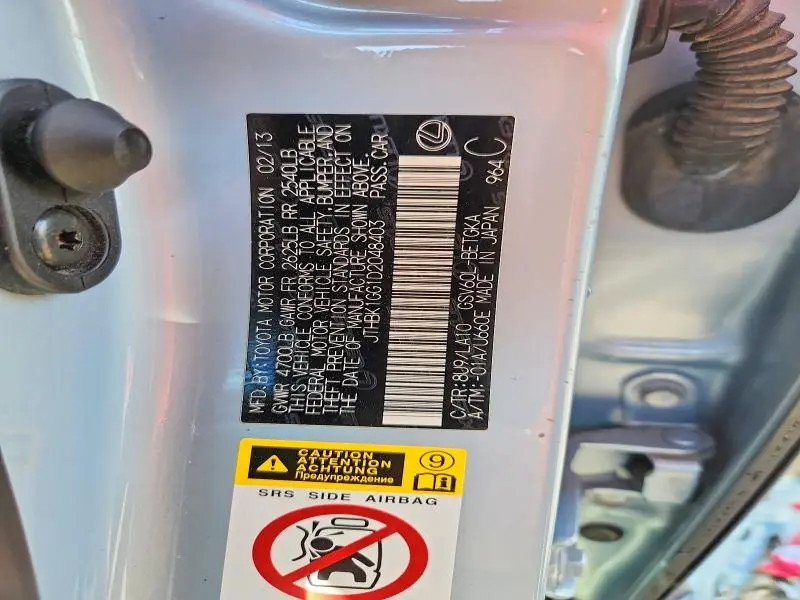 MFD.BY: TOYOTA MOTOR CORPORATION 02/13
GVWR 4700LB GAWR FR 2625LB RR 2540LB
THIS VEHICLE CONFORMS TO ALL APPLICABLE
FEDERAL MOTOR VEHICLE SAFETY, BUMPER, AND
THEFT PREVENTION STANDARDS IN EFFECT ON
THE DATE OF MANUFACTURE SHOWN ABOVE.
JTHBK1GG1D2048403 PASS.CAR
C/TR:8U9/LA10 GSV60L-BETGKA
A/TM:-01A/U660E MADE IN JAPAN 964 C
CAUTION
ATTENTION
ACHTUNG
Предупреждение
9
SRS SIDE AIRBAG